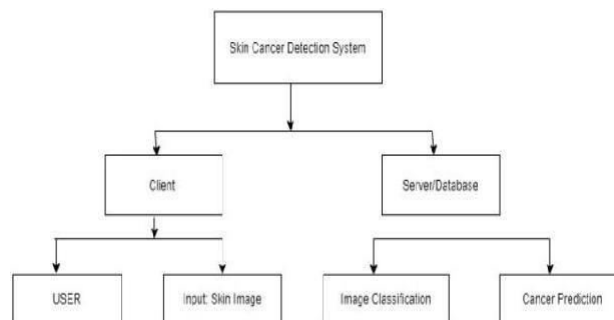 Skin Cancer Detection System
Client
Server/Database
USER
Input: Skin Image
Image Classification
Cancer Prediction